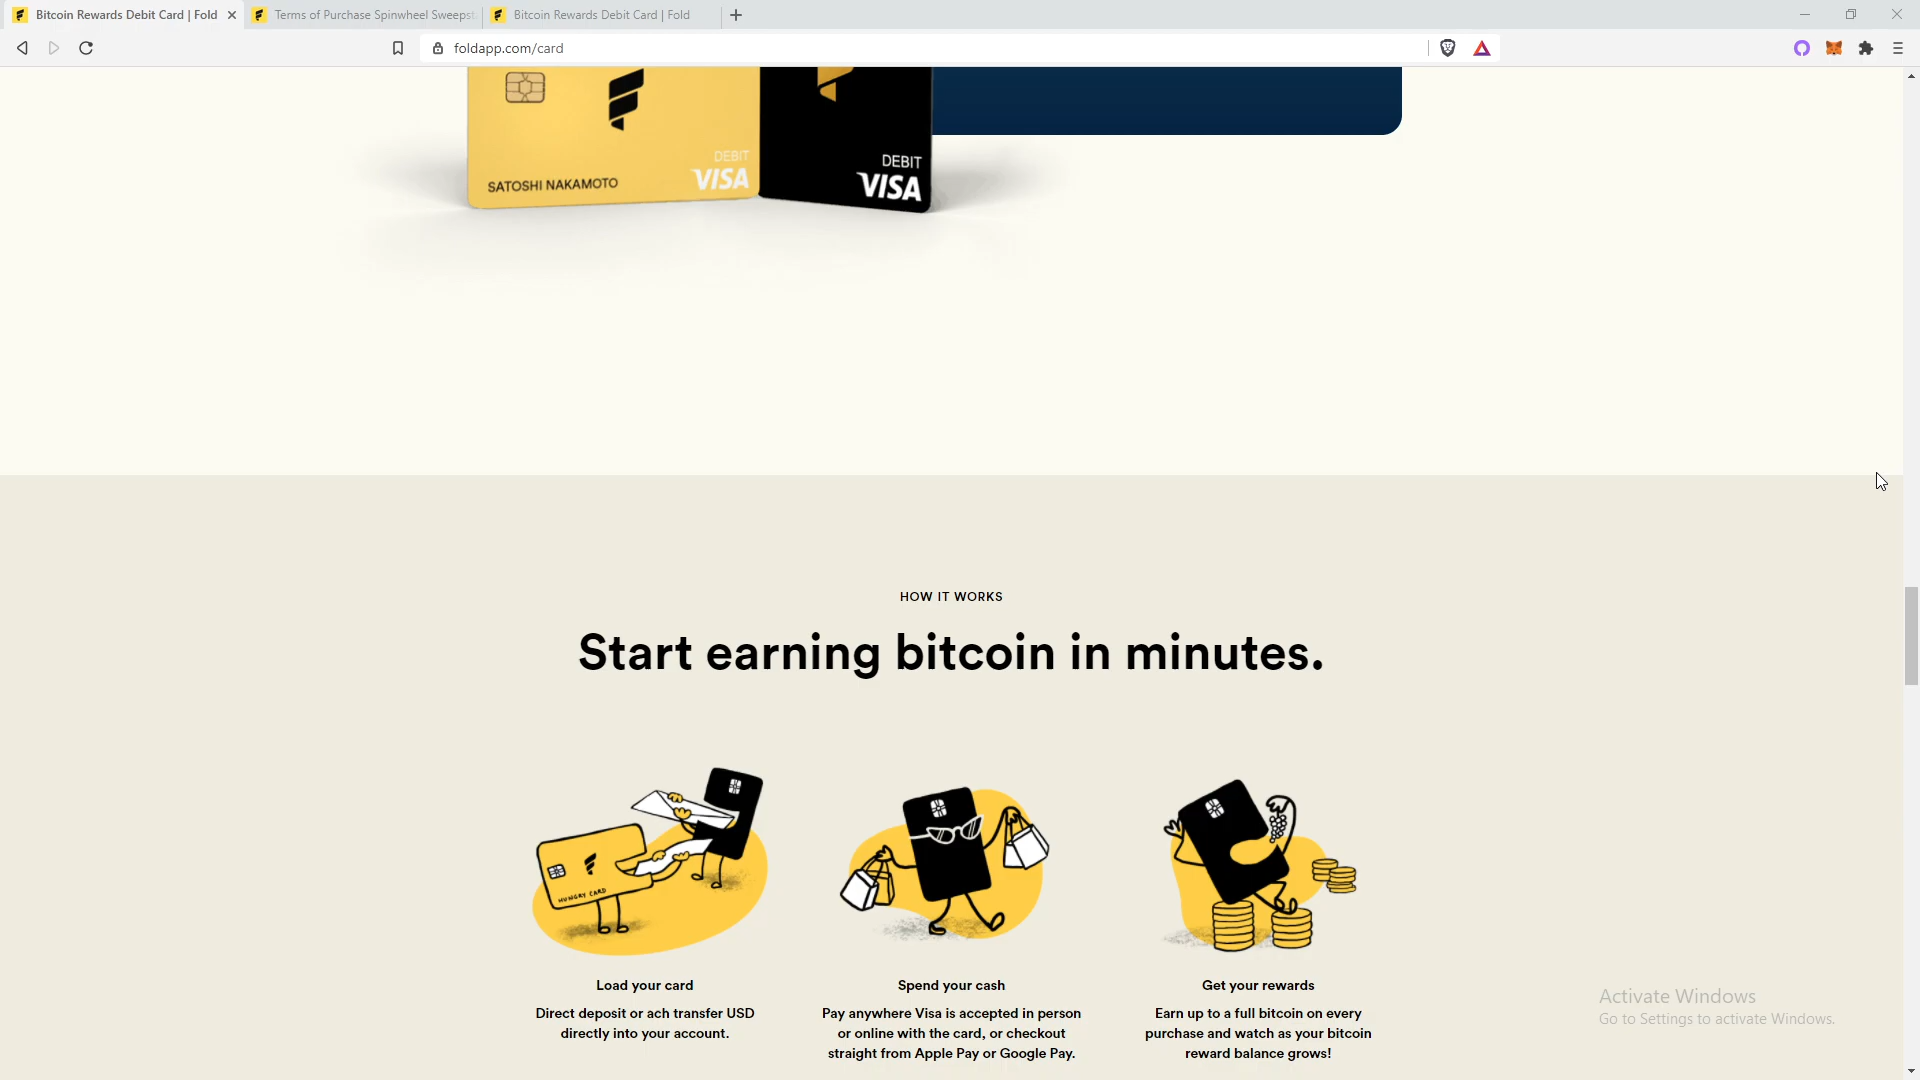 Bitcoin Rewards Debit Card | Fold
Terms of Purchase Spinwheel Sweepst
Bitcoin Rewards Debit Card | Fold
foldapp.com/card
SATOSHI NAKAMOTO
DEBIT
VISA
DEBIT
VISA
HOW IT WORKS
Start earning bitcoin in minutes.
HUNGRY CARD
Load your card
Direct deposit or ach transfer USD
directly into your account.
Spend your cash
Pay anywhere Visa is accepted in person
or online with the card, or checkout
straight from Apple Pay or Google Pay.
Get your rewards
Earn up to a full bitcoin on every
purchase and watch as your bitcoin
reward balance grows!
Activate Windows
Go to Settings to activate Windows.